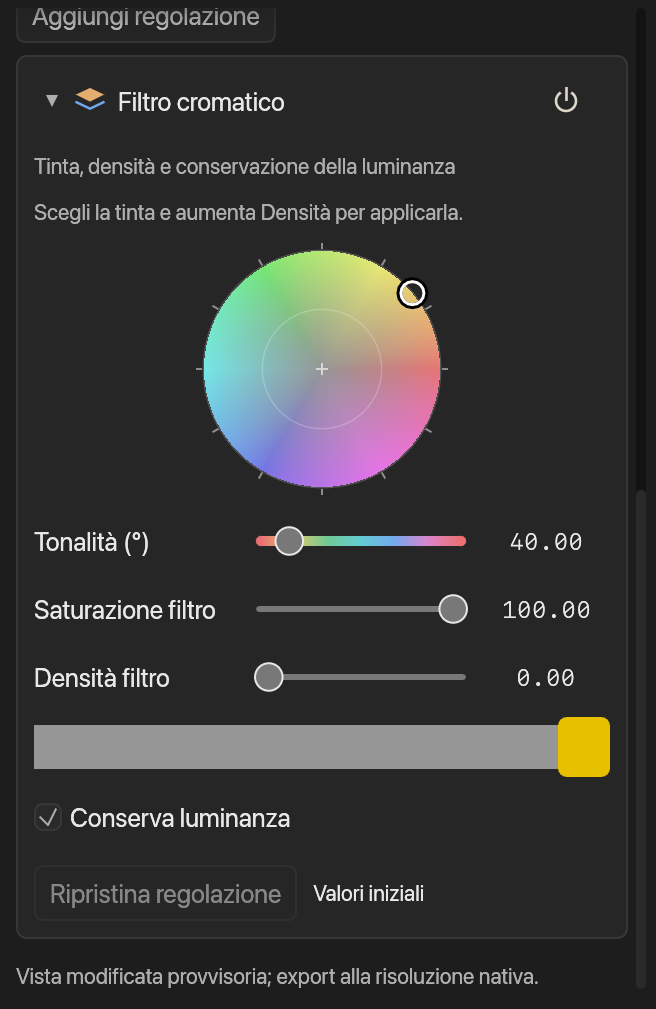 Aggiungi regolazione
Filtro cromatico
Tinta, densità e conservazione della luminanza
Scegli la tinta e aumenta Densità per applicarla.
Tonalità (°) 40.00
Saturazione filtro 100.00
Densità filtro 0.00
Conserva luminanza
Ripristina regolazione Valori iniziali
Vista modificata provvisoria; export alla risoluzione nativa.